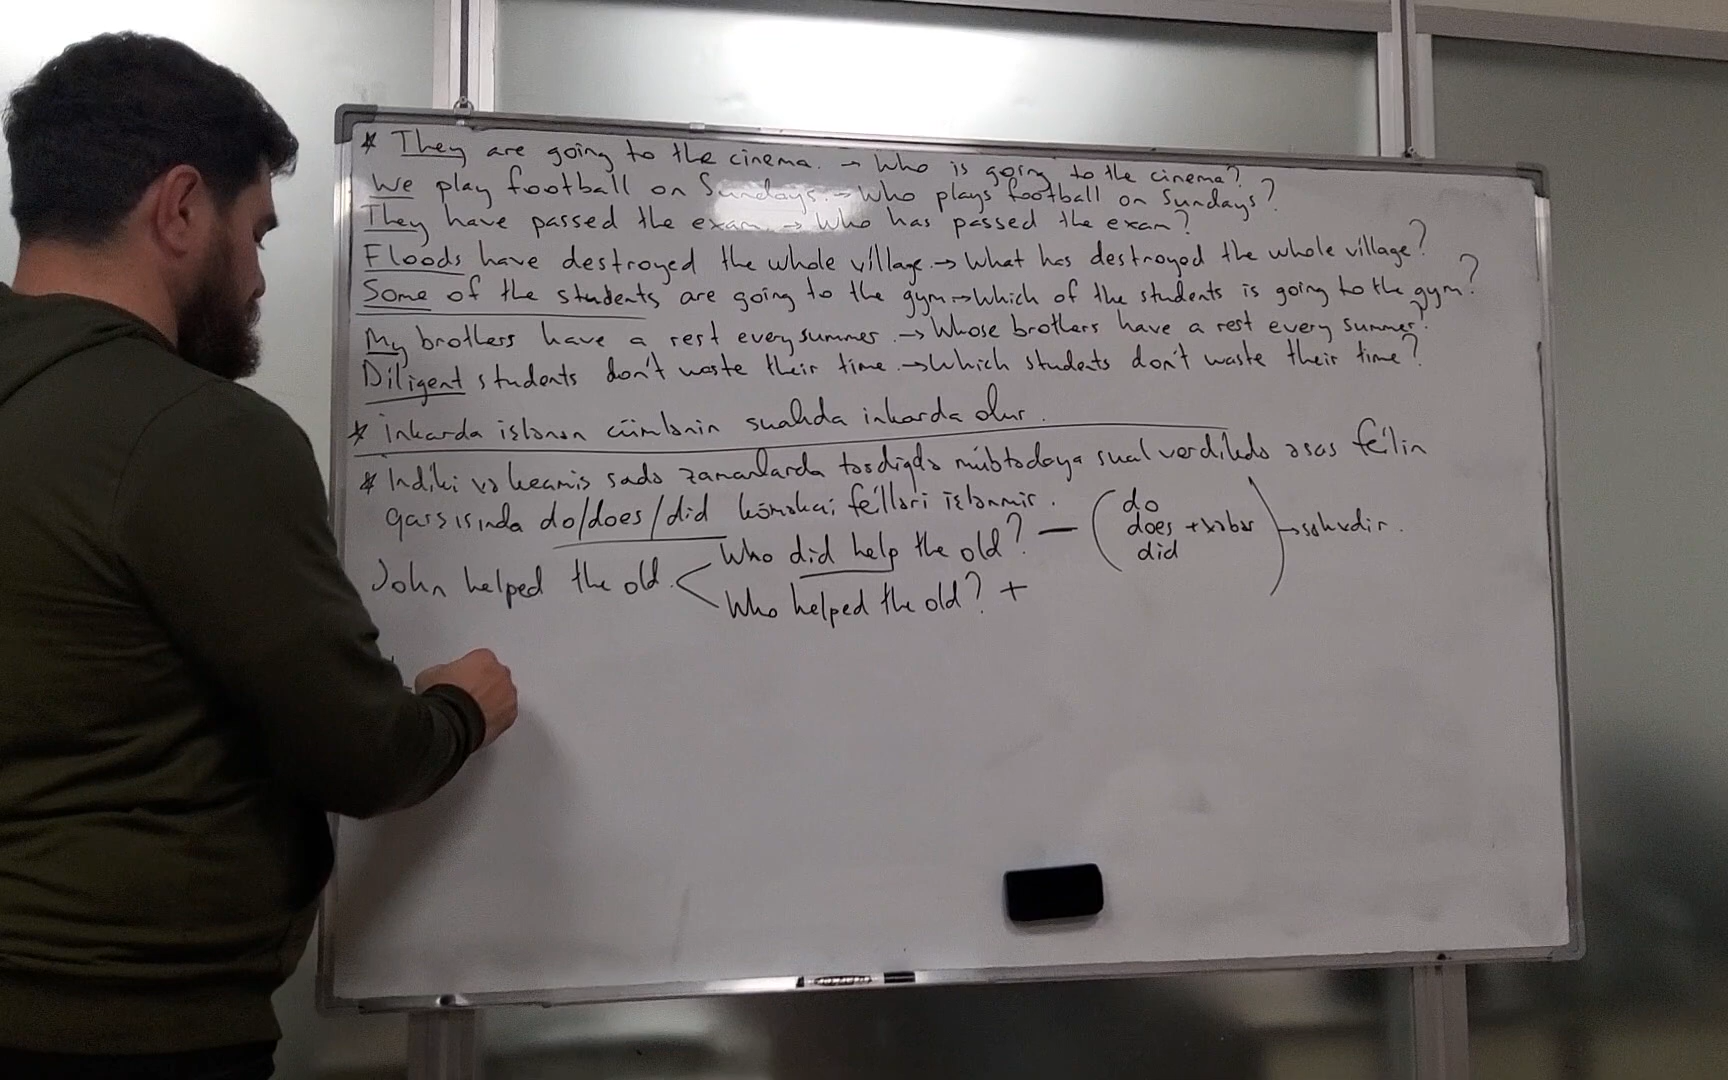 * They are going to the cinema. → Who is going to the cinema?
We play football on Sundays. → Who plays football on Sundays?
They have passed the exam → Who has passed the exam?
Floods have destroyed the whole village. → What has destroyed the whole village?
Some of the students are going to the gym → Which of the students is going to the gym?
My brothers have a rest every summer. → Whose brothers have a rest every summer?
Diligent students don't waste their time. → Which students don't waste their time?
* İnkarda işlənən cümlənin sualıda inkarda olur.
* İndiki və keçmiş sadə zamanlarda təsdiqdə mübtədaya sual verdikdə əsas feilin
qarşısında do/does/did köməkçi feilləri işlənmir.
John helped the old. < Who did help the old? — ( do does did + xəbər ) → səhvdir.
Who helped the old? +